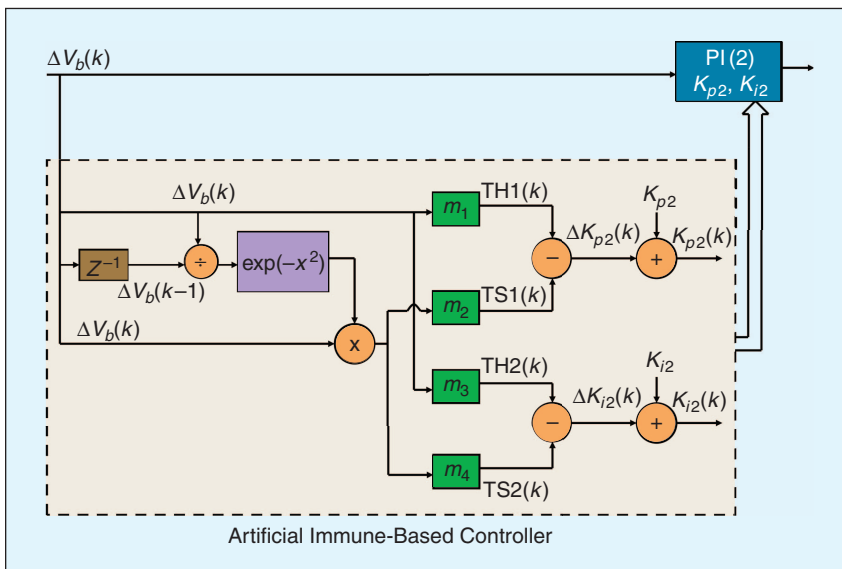 ΔV_b(k)
PI(2)
K_p2, K_i2
ΔV_b(k)
m_1
TH1(k)
K_p2
ΔK_p2(k)
K_p2(k)
Z^−1
÷
exp(−x^2)
−
+
ΔV_b(k−1)
m_2
TS1(k)
ΔV_b(k)
x
TH2(k)
K_i2
m_3
ΔK_i2(k)
K_i2(k)
−
+
m_4
TS2(k)
Artificial Immune-Based Controller